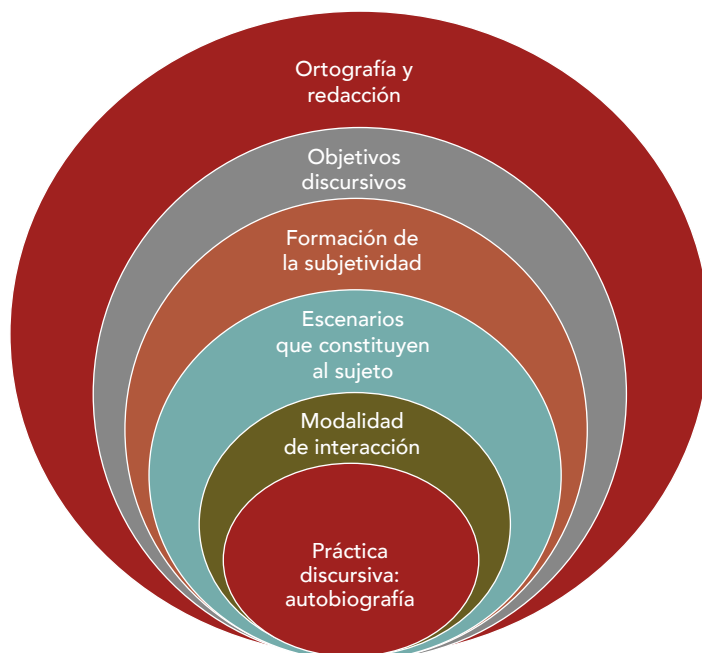 Ortografía y
redacción
Objetivos
discursivos
Formación de
la subjetividad
Escenarios
que constituyen
al sujeto
Modalidad
de interacción
Práctica
discursiva:
autobiografía